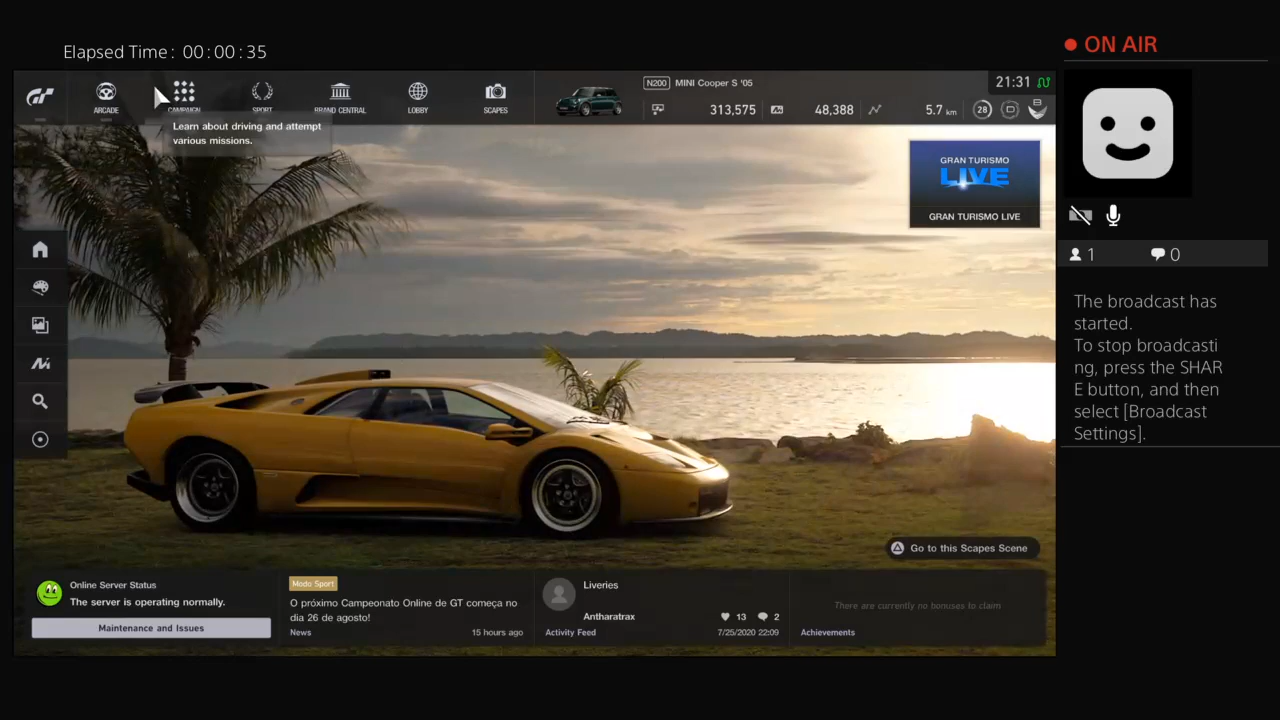 Elapsed Time: 00:00:35
ON AIR
ARCADE
CAMPAIGN
SPORT
BRAND CENTRAL
LOBBY
SCAPES
N200 MINI Cooper S '05
313,575
48,388
5.7 km
28
21:31
Learn about driving and attempt
various missions.
GRAN TURISMO
LIVE
GRAN TURISMO LIVE
1
0
The broadcast has
started.
To stop broadcasti
ng, press the SHAR
E button, and then
select [Broadcast
Settings].
Go to this Scapes Scene
Online Server Status
The server is operating normally.
Maintenance and Issues
Modo Sport
O próximo Campeonato Online de GT começa no
dia 26 de agosto!
News
15 hours ago
Liveries
Antharatrax
13
2
Activity Feed
7/25/2020 22:09
There are currently no bonuses to claim
Achievements